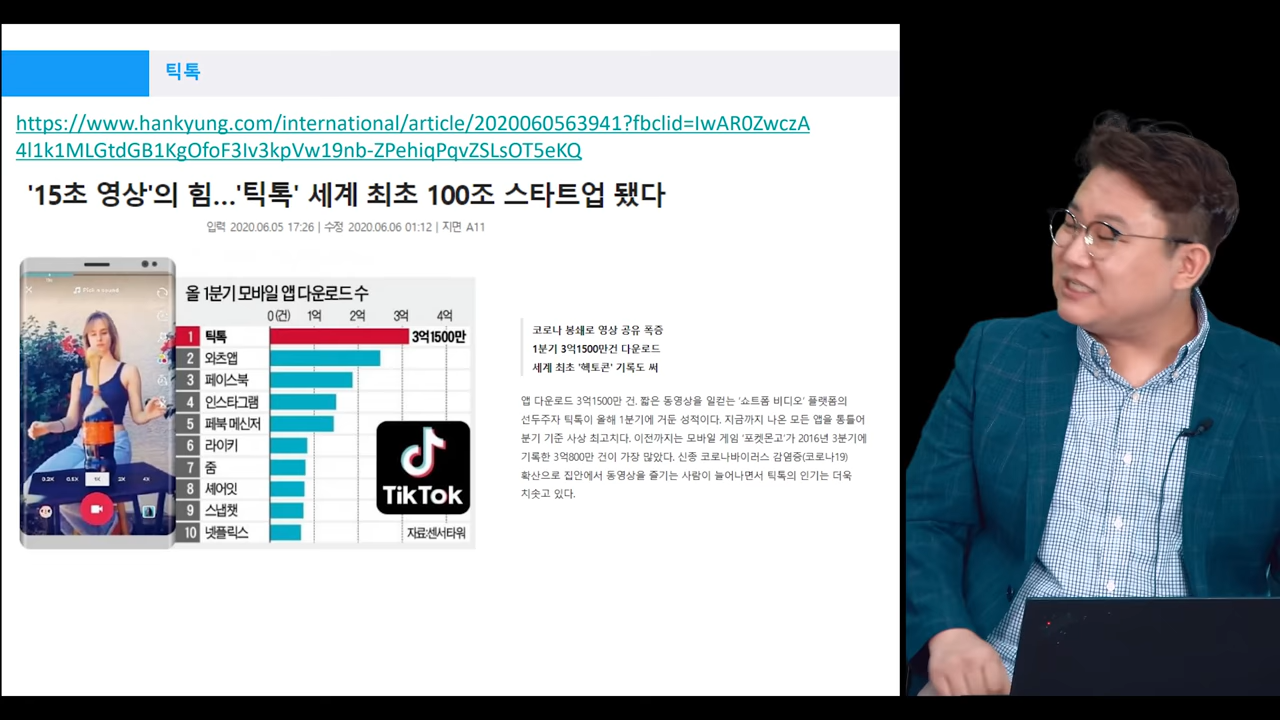 틱톡
https://www.hankyung.com/international/article/2020060563941?fbclid=IwAR0ZwczA
4l1k1MLGtdGB1KgOfoF3Iv3kpVw19nb-ZPehiqPqvZSLsOT5eKQ
'15초 영상'의 힘...'틱톡' 세계 최초 100조 스타트업 됐다
입력 2020.06.05 17:26 | 수정 2020.06.06 01:12 | 지면 A11
Pick a sound
0.2X 0.5X 1X 2X 4X
올 1분기 모바일 앱 다운로드 수
0(건) 1억 2억 3억 4억
1 틱톡 3억1500만
2 와츠앱
3 페이스북
4 인스타그램
5 페북 메신저
6 라이키
7 줌
8 셰어잇
9 스냅챗
10 넷플릭스
TikTok
자료:센서타워
코로나 봉쇄로 영상 공유 폭증
1분기 3억1500만건 다운로드
세계 최초 '헥토콘' 기록도 써
앱 다운로드 3억1500만 건. 짧은 동영상을 일컫는 '쇼트폼 비디오' 플랫폼의
선두주자 틱톡이 올해 1분기에 거둔 성적이다. 지금까지 나온 모든 앱을 통틀어
분기 기준 사상 최고치다. 이전까지는 모바일 게임 '포켓몬고'가 2016년 3분기에
기록한 3억800만 건이 가장 많았다. 신종 코로나바이러스 감염증(코로나19)
확산으로 집안에서 동영상을 즐기는 사람이 늘어나면서 틱톡의 인기는 더욱
치솟고 있다.